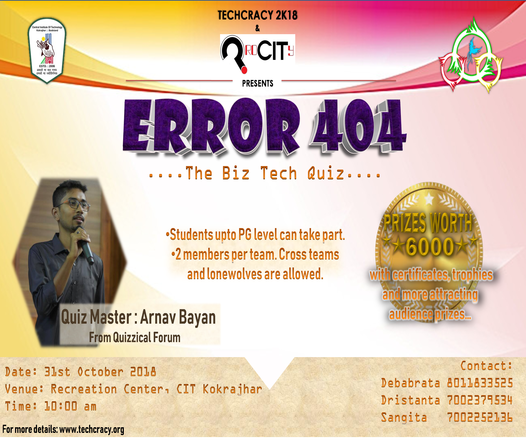 TECHCRACY 2K18
&
RDCITy
PRESENTS
ERROR 404
....The Biz Tech Quiz....
•Students upto PG level can take part.
•2 members per team. Cross teams
and lonewolves are allowed.
PRIZES WORTH
6000
with certificates, trophies
and more attracting
audience prizes...
Quiz Master : Arnav Bayan
From Quizzical Forum
Date: 31st October 2018
Venue: Recreation Center, CIT Kokrajhar
Time: 10:00 am
For more details: www.techcracy.org
Contact:
Debabrata 8011833525
Dristanta 7002379534
Sangita 7002252136